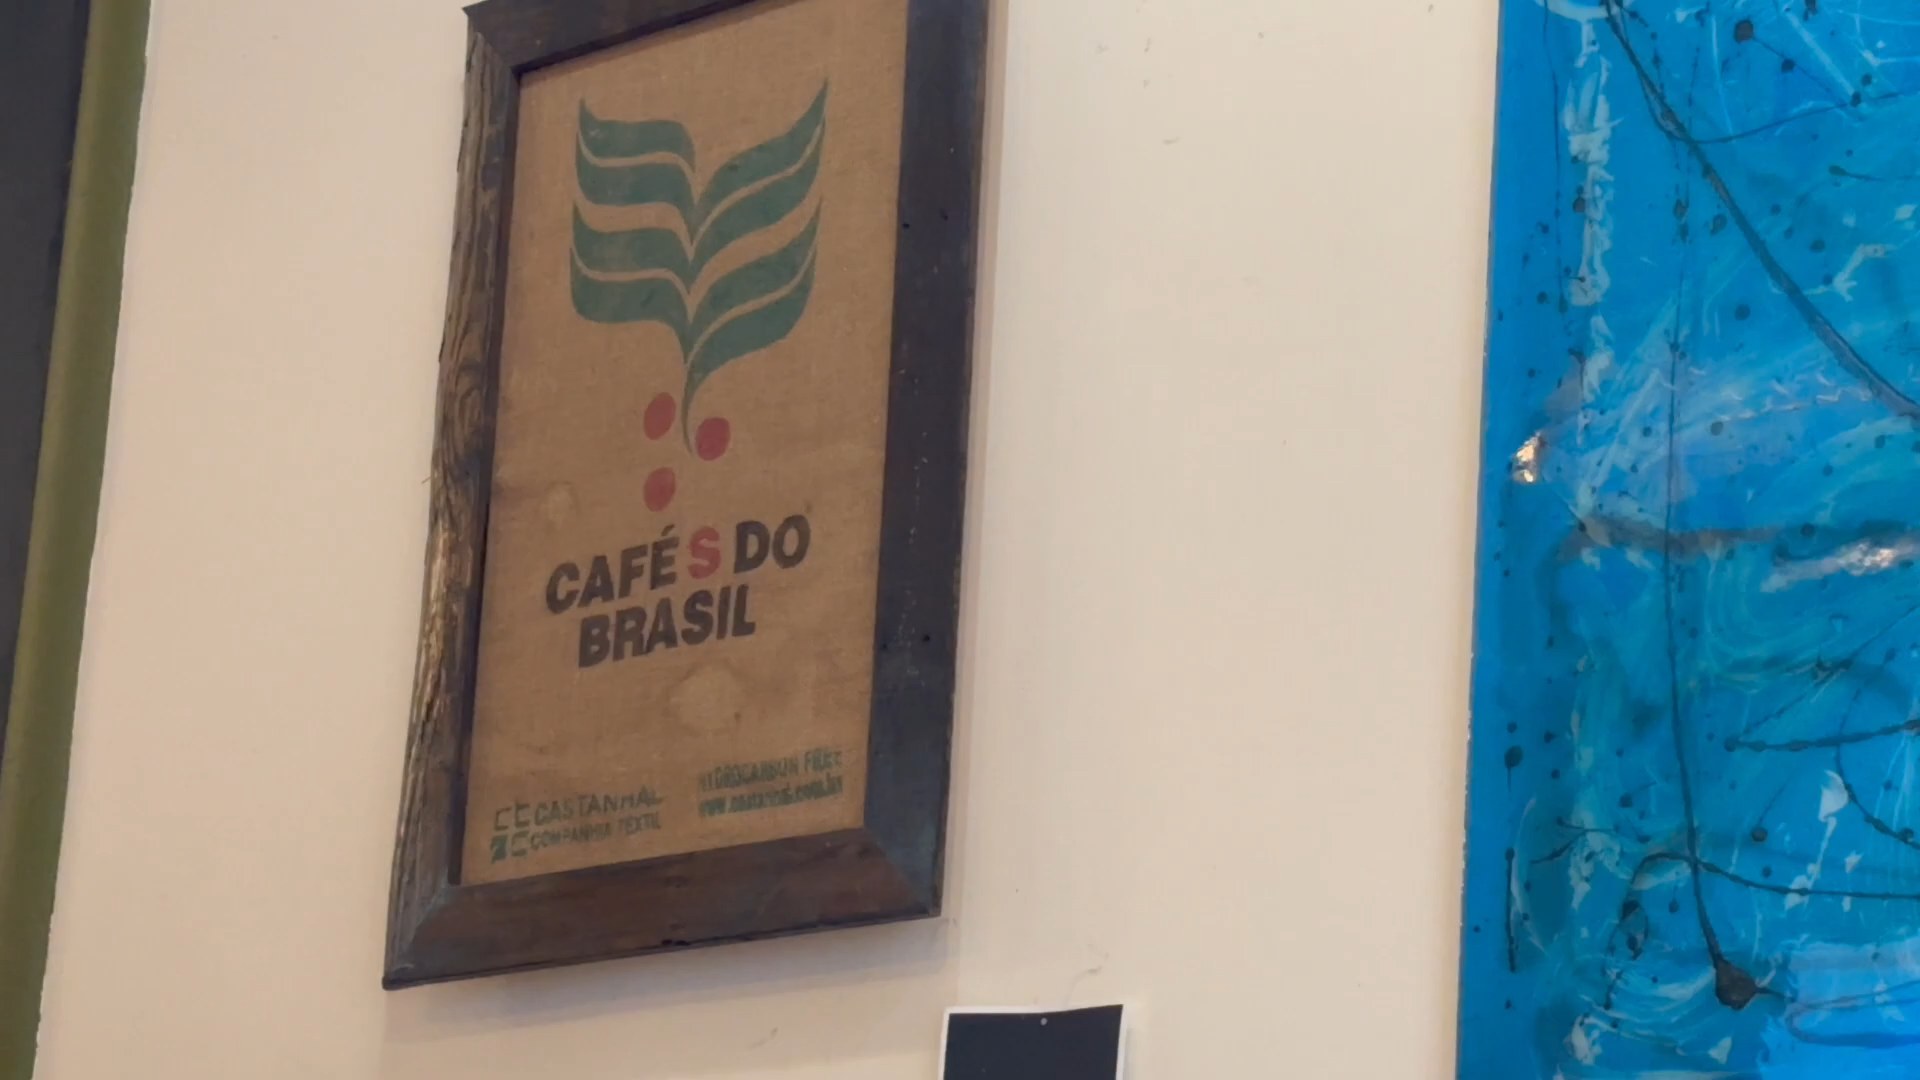 CAFÉS DO
BRASIL
CASTANHAL
COMPANHIA TEXTIL
HIDROCARBON FREE